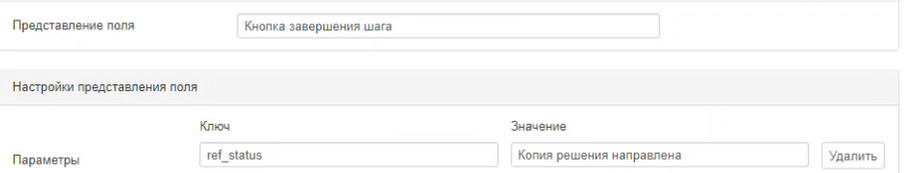 Представление поля
Кнопка завершения шага
Настройки представления поля
Ключ
Значение
Параметры
ref_status
Копия решения направлена
Удалить